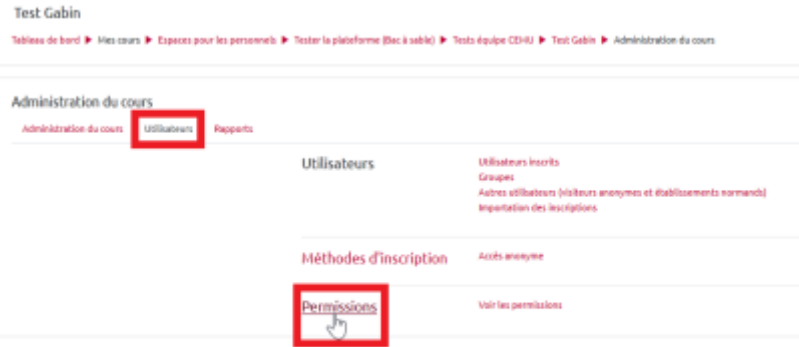 Test Gabin
Tableau de bord ▶ Mes cours ▶ Espaces pour les personnels ▶ Tester la plateforme (Bac à sable) ▶ Tests équipe CEMU ▶ Test Gabin ▶ Administration du cours
Administration du cours
Administration du cours Utilisateurs Rapports
Utilisateurs
Utilisateurs inscrits
Groupes
Autres utilisateurs (visiteurs anonymes et établissements normands)
Importation des inscriptions
Méthodes d'inscription
Accès anonyme
Permissions
Voir les permissions